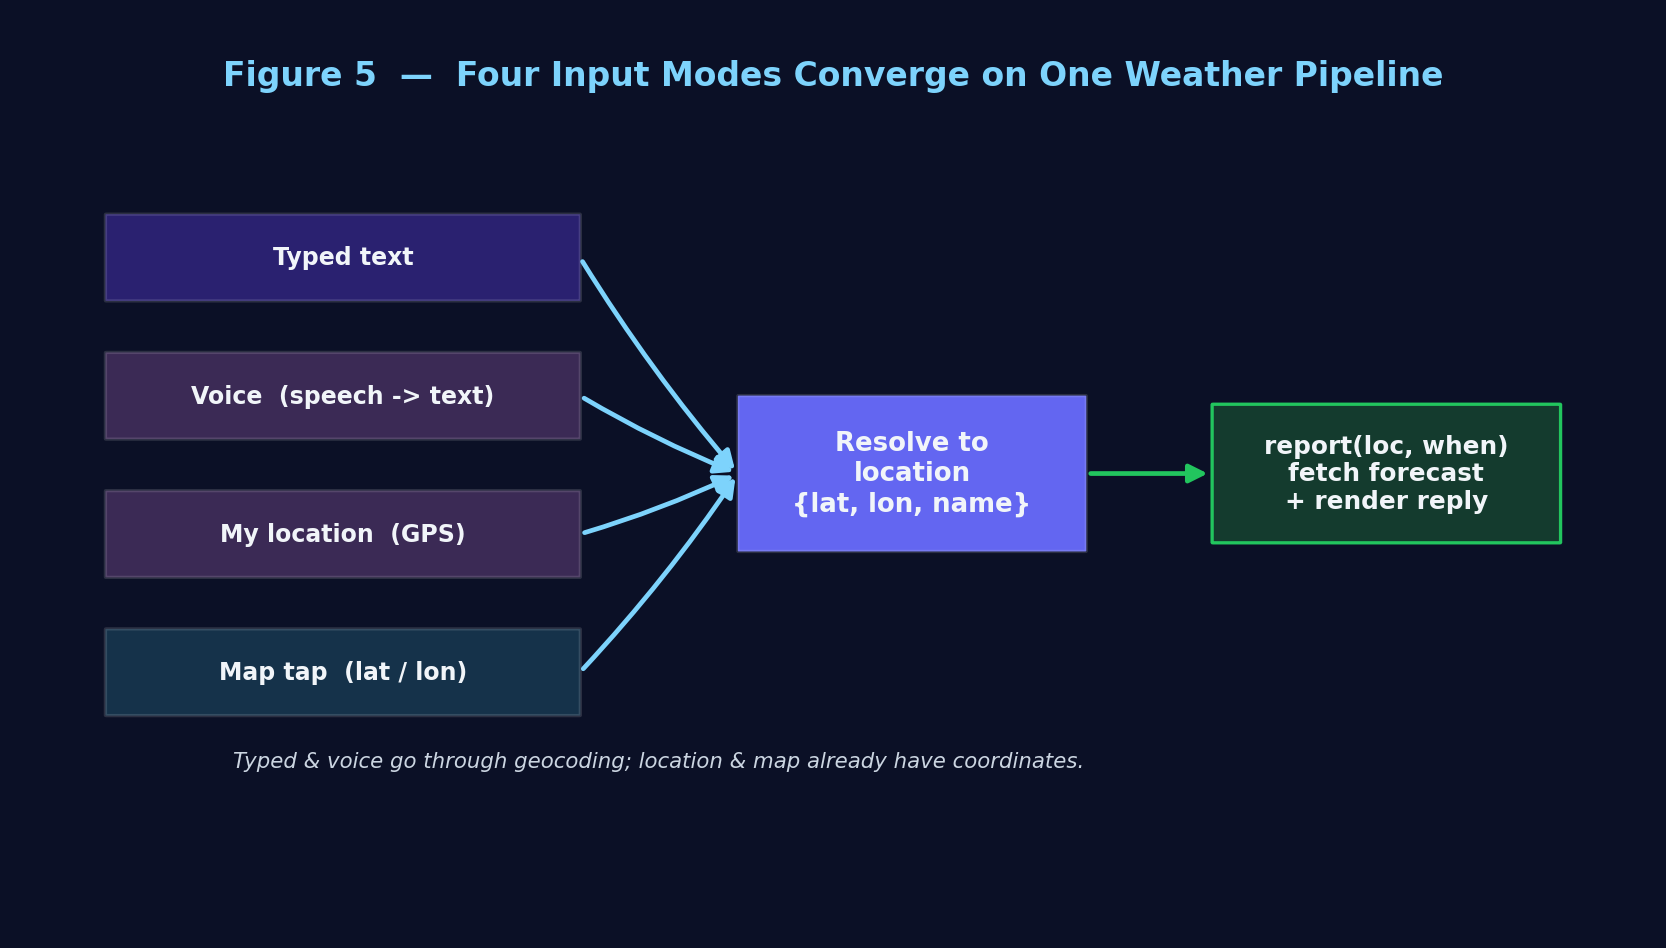 Figure 5 — Four Input Modes Converge on One Weather Pipeline
Typed text
Voice (speech -> text)
My location (GPS)
Map tap (lat / lon)
Resolve to
location
{lat, lon, name}
report(loc, when)
fetch forecast
+ render reply
Typed & voice go through geocoding; location & map already have coordinates.